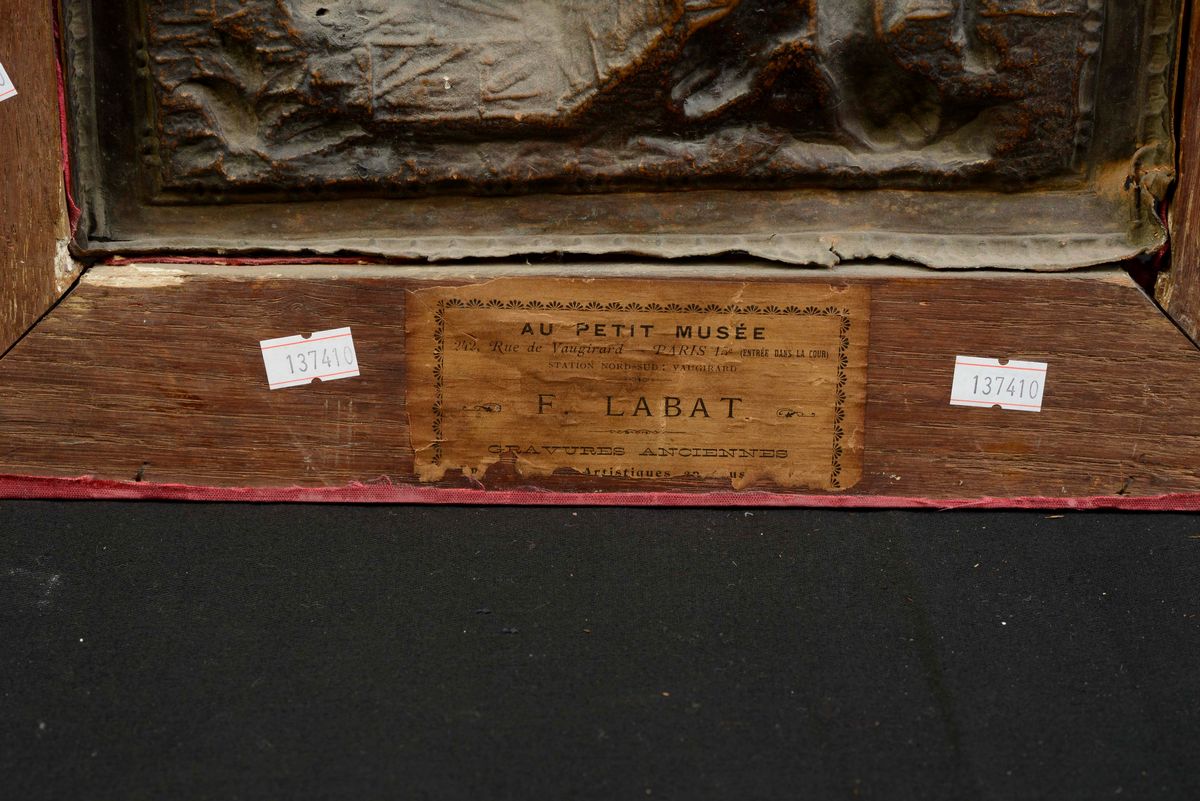 AU PETIT MUSÉE
242, Rue de Vaugirard _ PARIS 15e (ENTRÉE DANS LA COUR)
STATION NORD-SUD : VAUGIRARD
F. LABAT
GRAVURES ANCIENNES
Artistiques
137410
137410